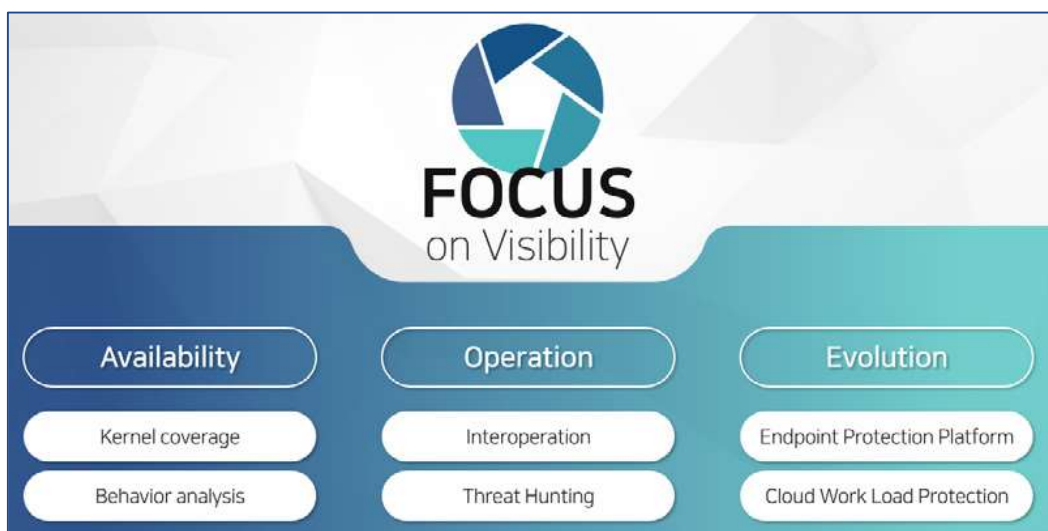 FOCUS
on Visibility
Availability
Kernel coverage
Behavior analysis
Operation
Interoperation
Threat Hunting
Evolution
Endpoint Protection Platform
Cloud Work Load Protection